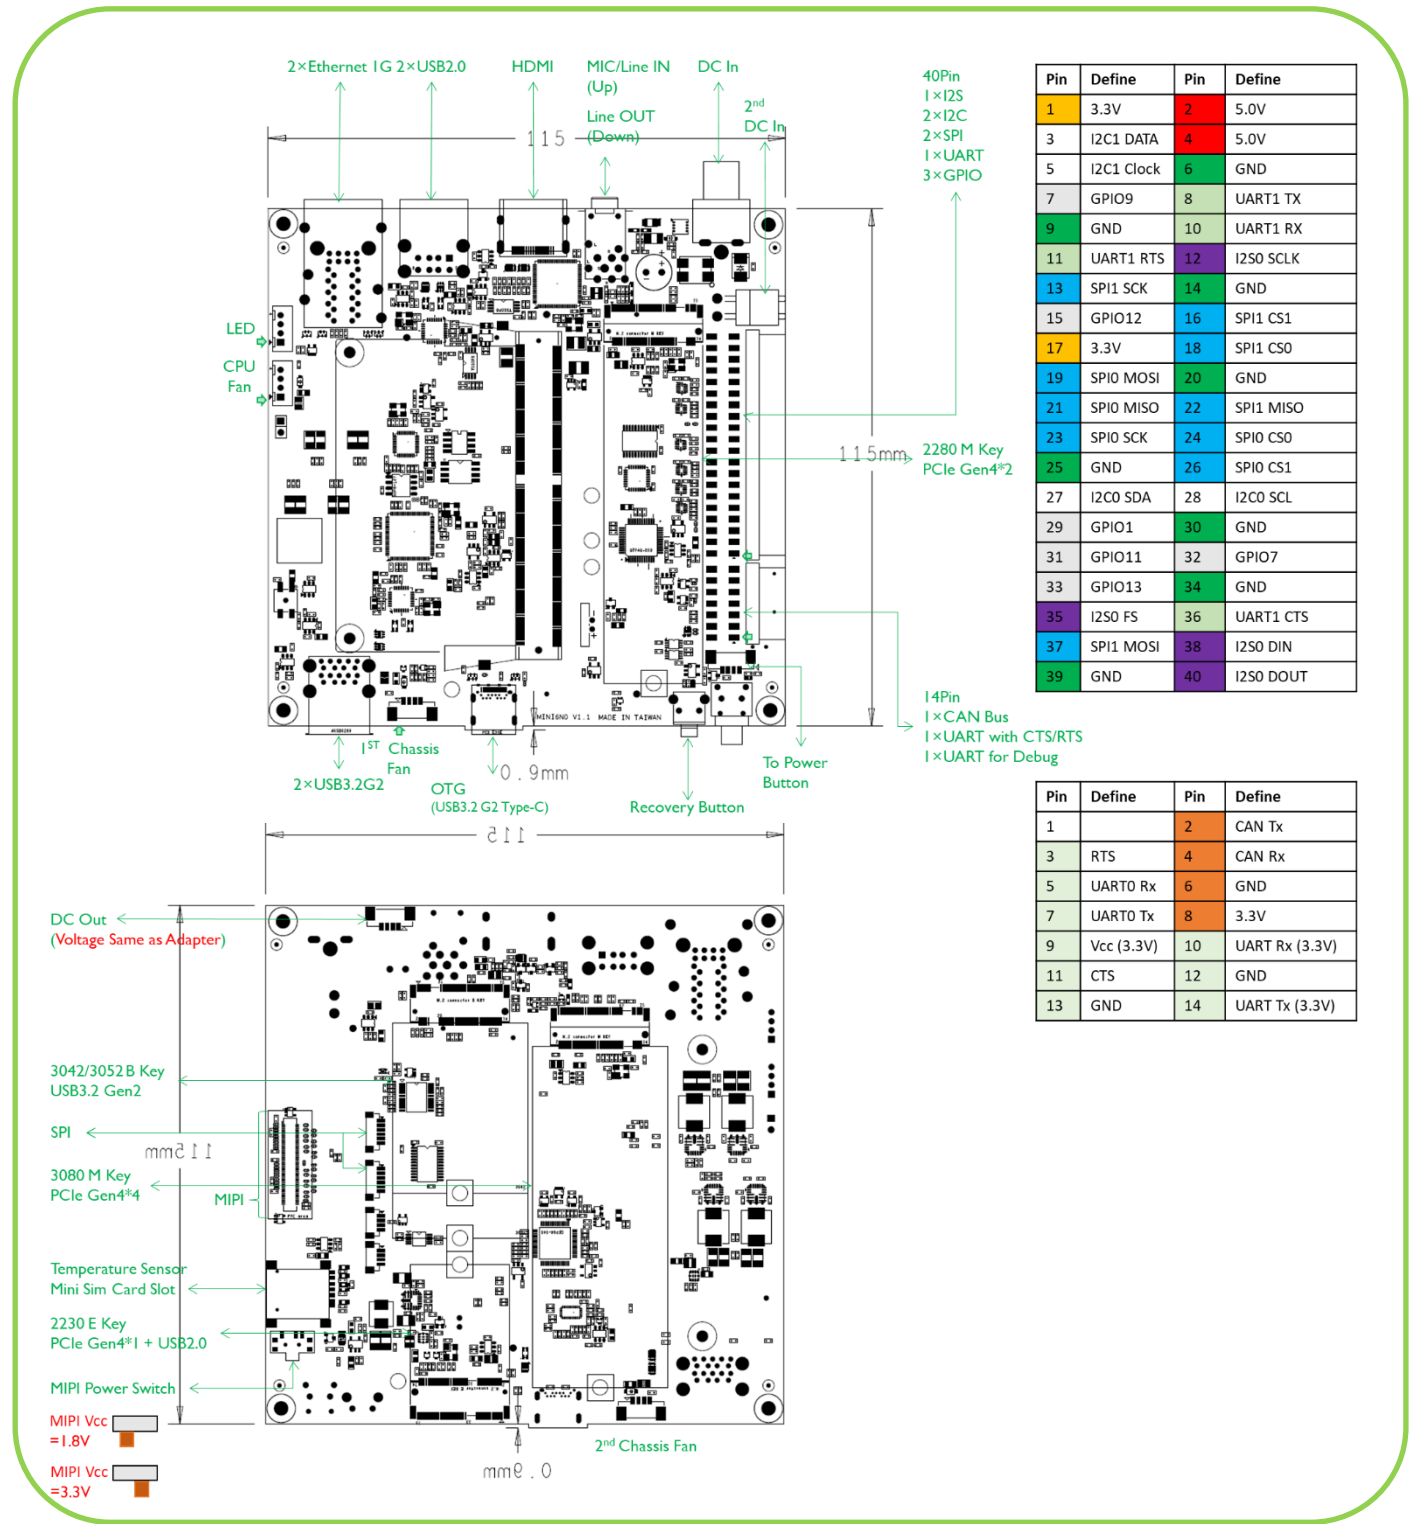 2×Ethernet 1G 2×USB2.0
HDMI
MIC/Line IN
(Up)
Line OUT
(Down)
DC In
2nd
DC In
115
40Pin
1×I2S
2×I2C
2×SPI
1×UART
3×GPIO
LED
CPU
Fan
115mm
2280 M Key
PCIe Gen4*2
M.2 connector M KEY
MINI6NO V1.1 MADE IN TAIWAN
1ST Chassis
Fan
2×USB3.2G2
0.9mm
OTG
(USB3.2 G2 Type-C)
Recovery Button
To Power
Button
14Pin
1×CAN Bus
1×UART with CTS/RTS
1×UART for Debug
Pin Define Pin Define
1 3.3V 2 5.0V
3 I2C1 DATA 4 5.0V
5 I2C1 Clock 6 GND
7 GPIO9 8 UART1 TX
9 GND 10 UART1 RX
11 UART1 RTS 12 I2S0 SCLK
13 SPI1 SCK 14 GND
15 GPIO12 16 SPI1 CS1
17 3.3V 18 SPI1 CS0
19 SPI0 MOSI 20 GND
21 SPI0 MISO 22 SPI1 MISO
23 SPI0 SCK 24 SPI0 CS0
25 GND 26 SPI0 CS1
27 I2C0 SDA 28 I2C0 SCL
29 GPIO1 30 GND
31 GPIO11 32 GPIO7
33 GPIO13 34 GND
35 I2S0 FS 36 UART1 CTS
37 SPI1 MOSI 38 I2S0 DIN
39 GND 40 I2S0 DOUT
Pin Define Pin Define
1 2 CAN Tx
3 RTS 4 CAN Rx
5 UART0 Rx 6 GND
7 UART0 Tx 8 3.3V
9 Vcc (3.3V) 10 UART Rx (3.3V)
11 CTS 12 GND
13 GND 14 UART Tx (3.3V)
115
DC Out
(Voltage Same as Adapter)
M.2 connector B KEY
M.2 connector M KEY
3042/3052 B Key
USB3.2 Gen2
SPI
115mm
3080 M Key
PCIe Gen4*4
MIPI
Temperature Sensor
Mini Sim Card Slot
2230 E Key
PCIe Gen4*1 + USB2.0
MIPI Power Switch
MIPI Vcc
=1.8V
MIPI Vcc
=3.3V
2nd Chassis Fan
0.9mm